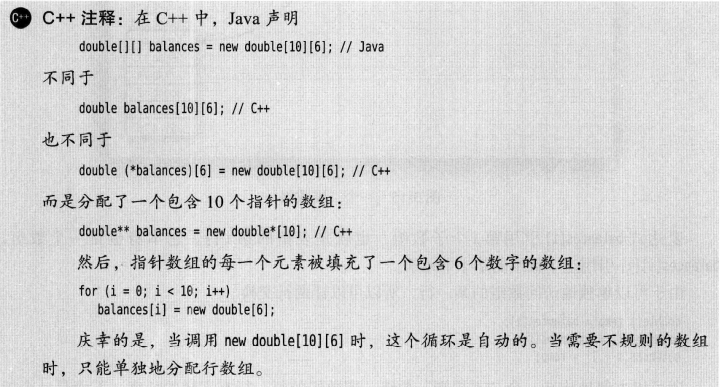 C++ C++ 注释：在 C++ 中，Java 声明
double[][] balances = new double[10][6]; // Java
不同于
double balances[10][6]; // C++
也不同于
double (*balances)[6] = new double[10][6]; // C++
而是分配了一个包含 10 个指针的数组：
double** balances = new double*[10]; // C++
然后，指针数组的每一个元素被填充了一个包含 6 个数字的数组：
for (i = 0; i < 10; i++)
balances[i] = new double[6];
庆幸的是，当调用 new double[10][6] 时，这个循环是自动的。当需要不规则的数组
时，只能单独地分配行数组。